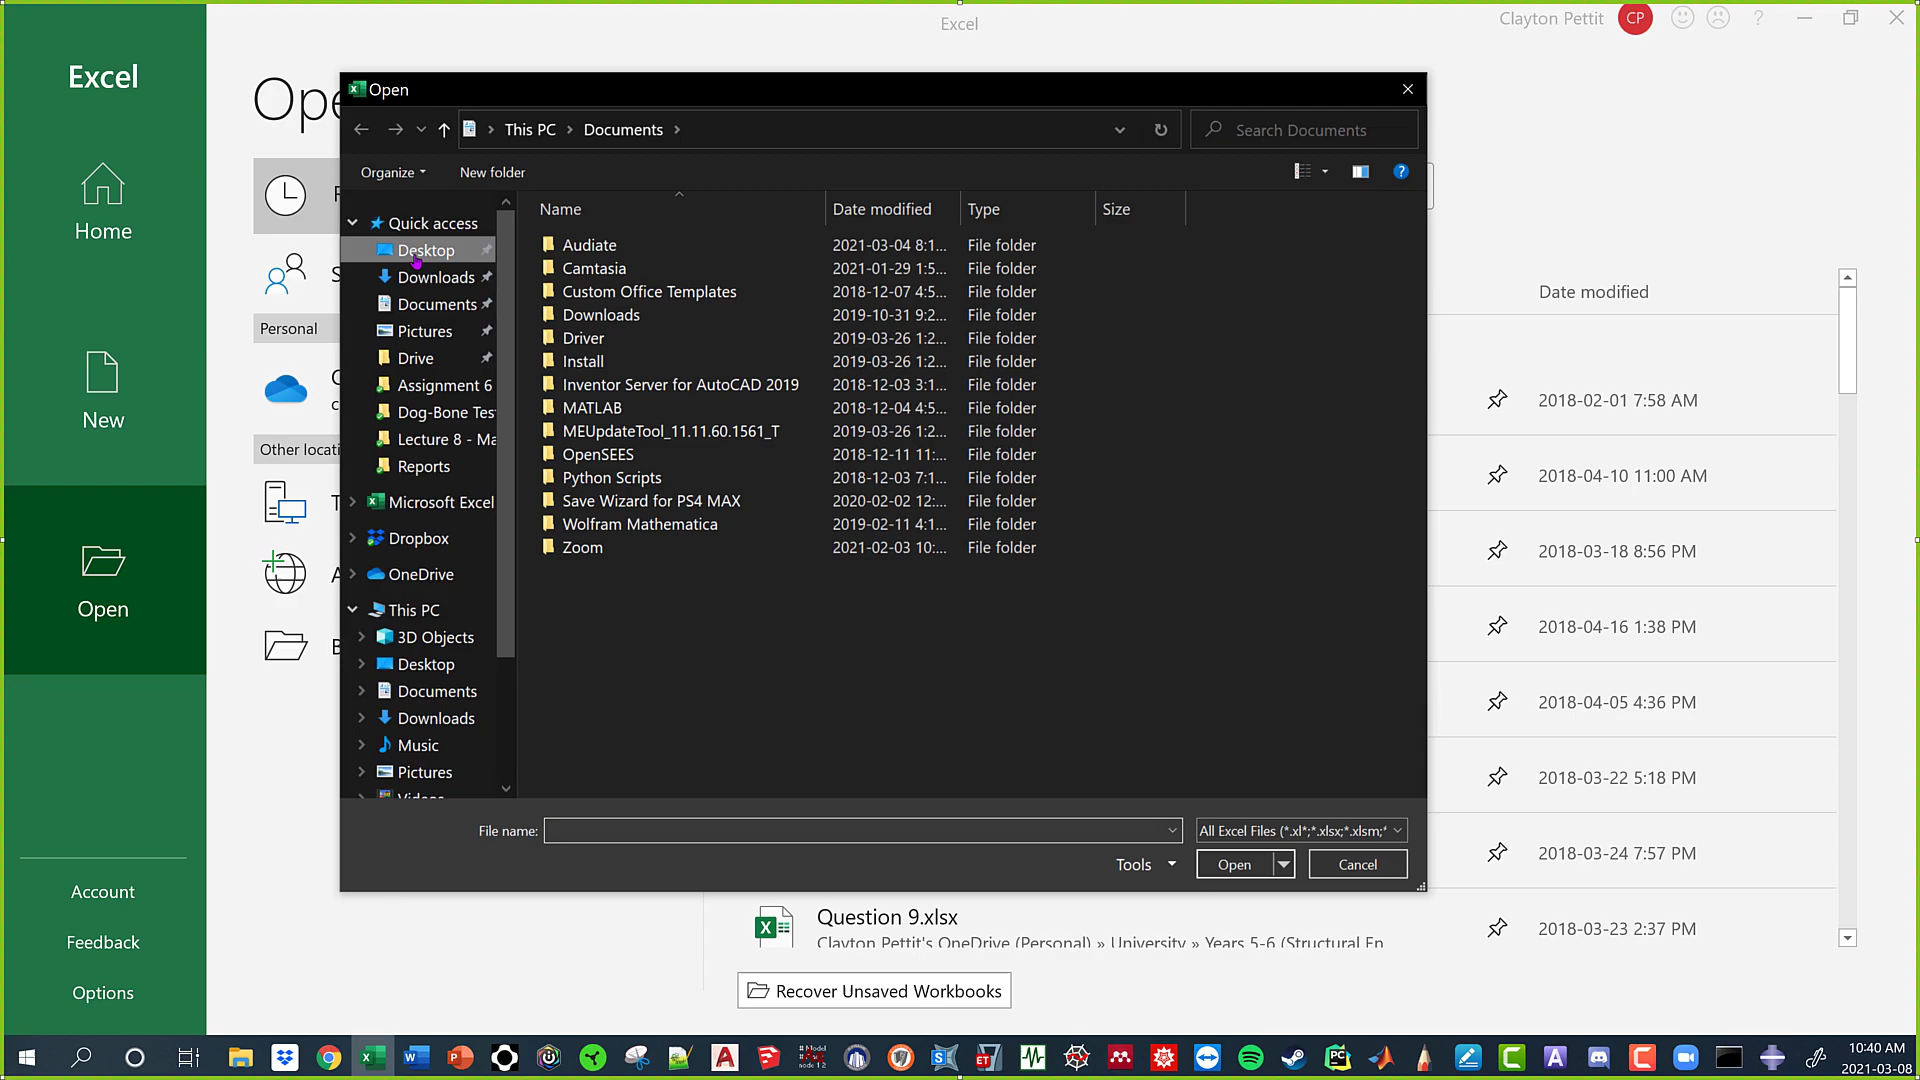 Excel
Clayton Pettit
CP
?
Excel
Home
New
Open
Account
Feedback
Options
Ope
Personal
Other locati
Open
This PC
Documents
Search Documents
Organize
New folder
?
Quick access
Desktop
Downloads
Documents
Pictures
Drive
Assignment 6
Dog-Bone Tes
Lecture 8 - Ma
Reports
Microsoft Excel
Dropbox
OneDrive
This PC
3D Objects
Desktop
Documents
Downloads
Music
Pictures
Videos
Name Date modified Type Size
Audiate 2021-03-04 8:1... File folder
Camtasia 2021-01-29 1:5... File folder
Custom Office Templates 2018-12-07 4:5... File folder
Downloads 2019-10-31 9:2... File folder
Driver 2019-03-26 1:2... File folder
Install 2019-03-26 1:2... File folder
Inventor Server for AutoCAD 2019 2018-12-03 3:1... File folder
MATLAB 2018-12-04 4:5... File folder
MEUpdateTool_11.11.60.1561_T 2019-03-26 1:2... File folder
OpenSEES 2018-12-11 11:... File folder
Python Scripts 2018-12-03 7:1... File folder
Save Wizard for PS4 MAX 2020-02-02 12:... File folder
Wolfram Mathematica 2019-02-11 4:1... File folder
Zoom 2021-02-03 10:... File folder
File name:
All Excel Files (*.xl*;*.xlsx;*.xlsm;*
Tools
Open
Cancel
Date modified
2018-02-01 7:58 AM
2018-04-10 11:00 AM
2018-03-18 8:56 PM
2018-04-16 1:38 PM
2018-04-05 4:36 PM
2018-03-22 5:18 PM
2018-03-24 7:57 PM
Question 9.xlsx
Clayton Pettit's OneDrive (Personal) » University » Years 5-6 (Structural En
2018-03-23 2:37 PM
Recover Unsaved Workbooks
10:40 AM
2021-03-08